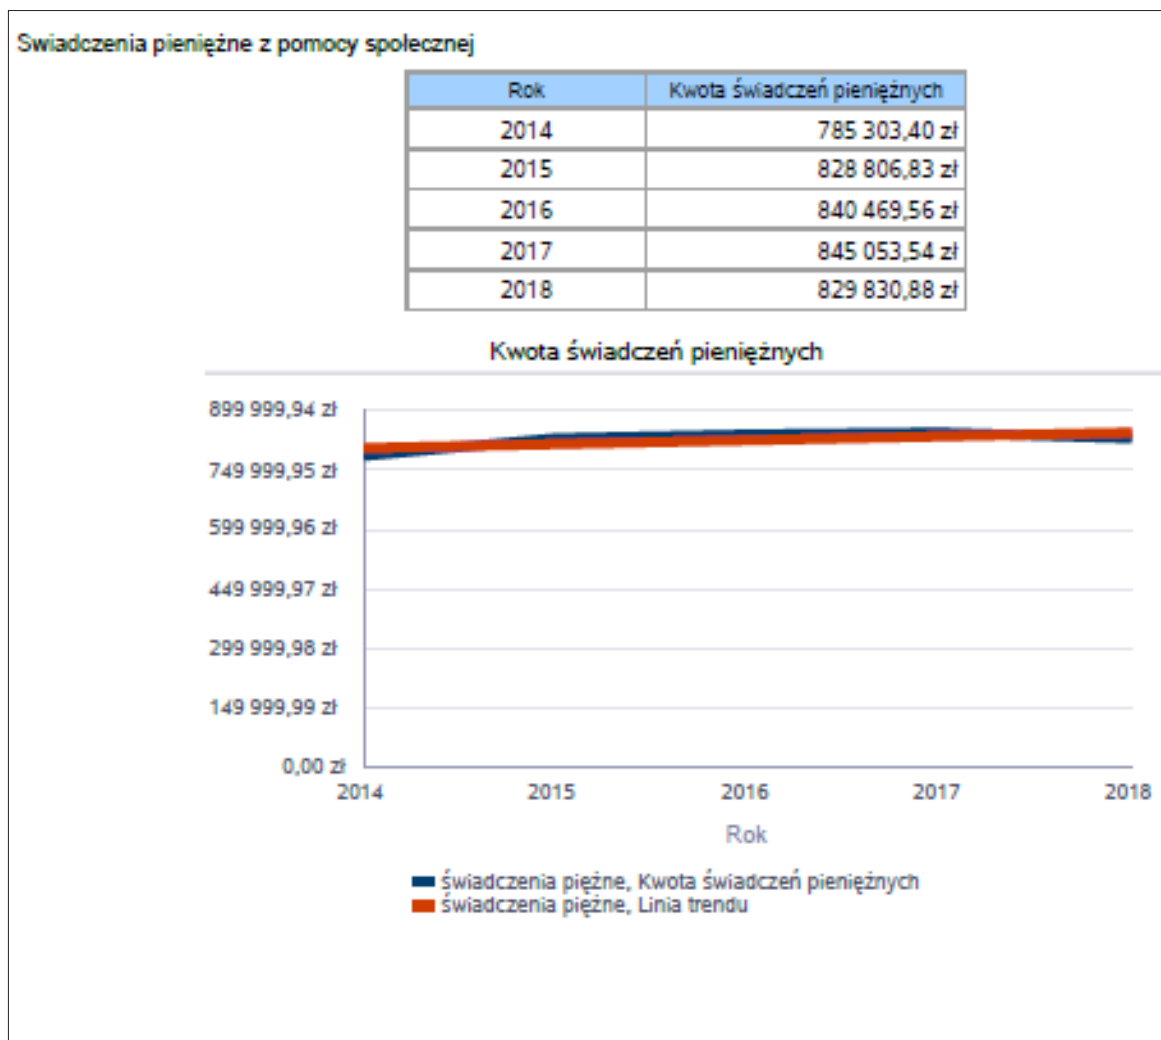 Swiadczenia pieniężne z pomocy społecznej
Rok Kwota świadczeń pieniężnych
2014 785 303,40 zł
2015 828 806,83 zł
2016 840 469,56 zł
2017 845 053,54 zł
2018 829 830,88 zł
Kwota świadczeń pieniężnych
899 999,94 zł
749 999,95 zł
599 999,96 zł
449 999,97 zł
299 999,98 zł
149 999,99 zł
0,00 zł
2014 2015 2016 2017 2018
Rok
świadczenia piężne, Kwota świadczeń pieniężnych
świadczenia piężne, Linia trendu